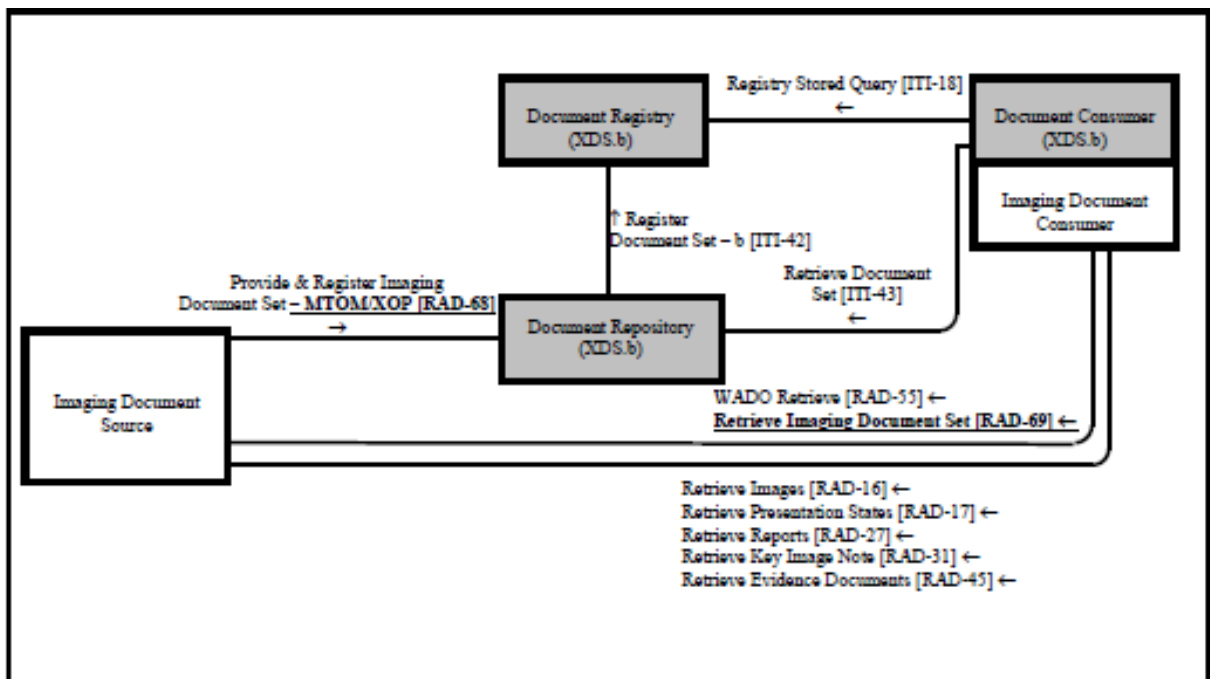 Registry Stored Query [ITI-18]
←
Document Registry
(XDS.b)
Document Consumer
(XDS.b)
Imaging Document
Consumer
↑ Register
Document Set – b [ITI-42]
Provide & Register Imaging
Document Set – MTOM/XOP [RAD-68]
→
Retrieve Document
Set [ITI-43]
←
Document Repository
(XDS.b)
Imaging Document
Source
WADO Retrieve [RAD-55] ←
Retrieve Imaging Document Set [RAD-69] ←
Retrieve Images [RAD-16] ←
Retrieve Presentation States [RAD-17] ←
Retrieve Reports [RAD-27] ←
Retrieve Key Image Note [RAD-31] ←
Retrieve Evidence Documents [RAD-45] ←